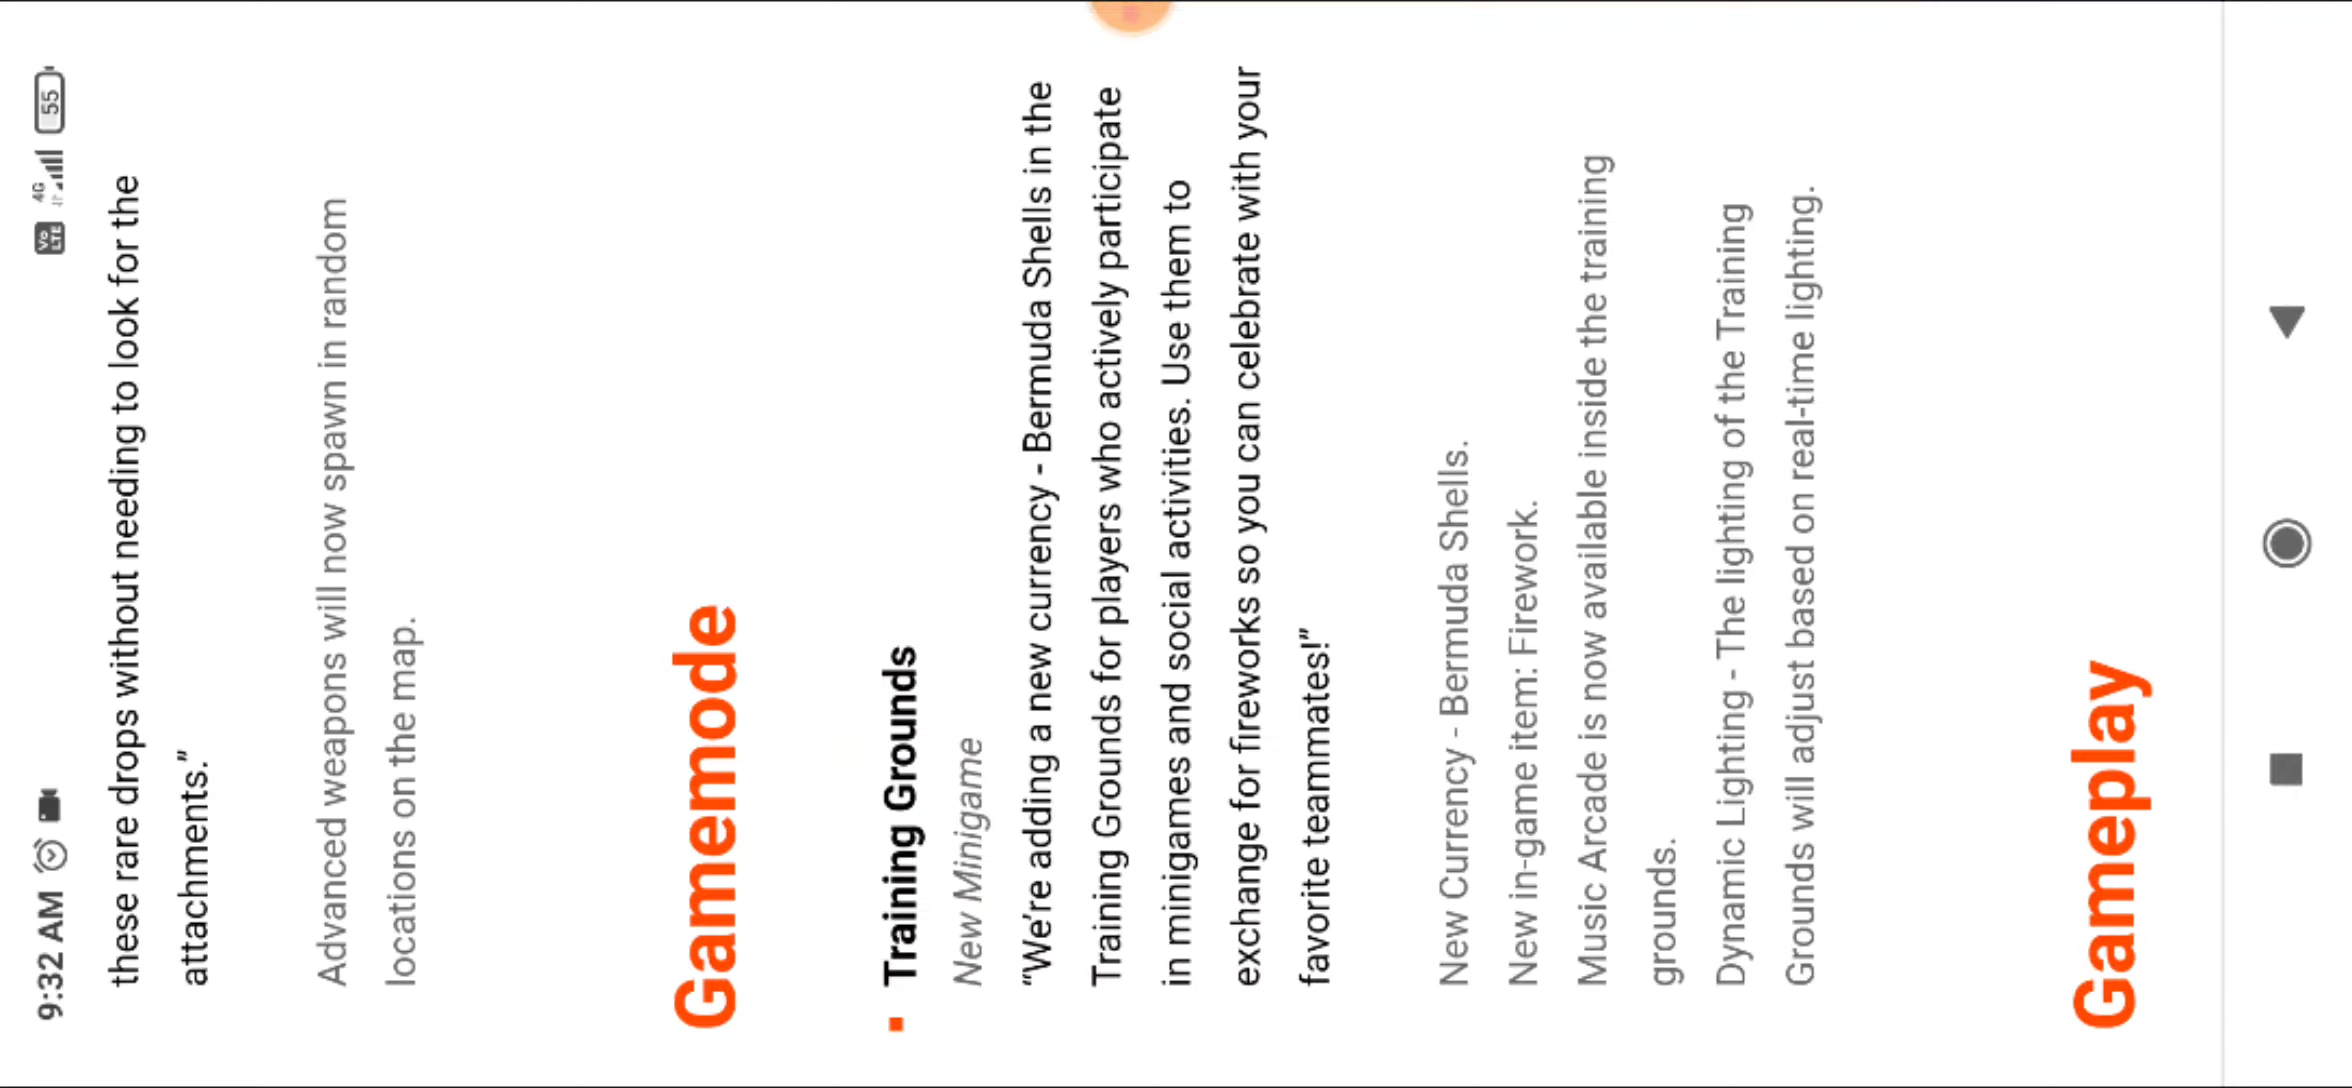 9:32 AM
Vo LTE 4G 55
these rare drops without needing to look for the
attachments.”
Advanced weapons will now spawn in random
locations on the map.
Gamemode
▪ Training Grounds
New Minigame
“We’re adding a new currency - Bermuda Shells in the
Training Grounds for players who actively participate
in minigames and social activities. Use them to
exchange for fireworks so you can celebrate with your
favorite teammates!”
New Currency - Bermuda Shells.
New in-game item: Firework.
Music Arcade is now available inside the training
grounds.
Dynamic Lighting - The lighting of the Training
Grounds will adjust based on real-time lighting.
Gameplay